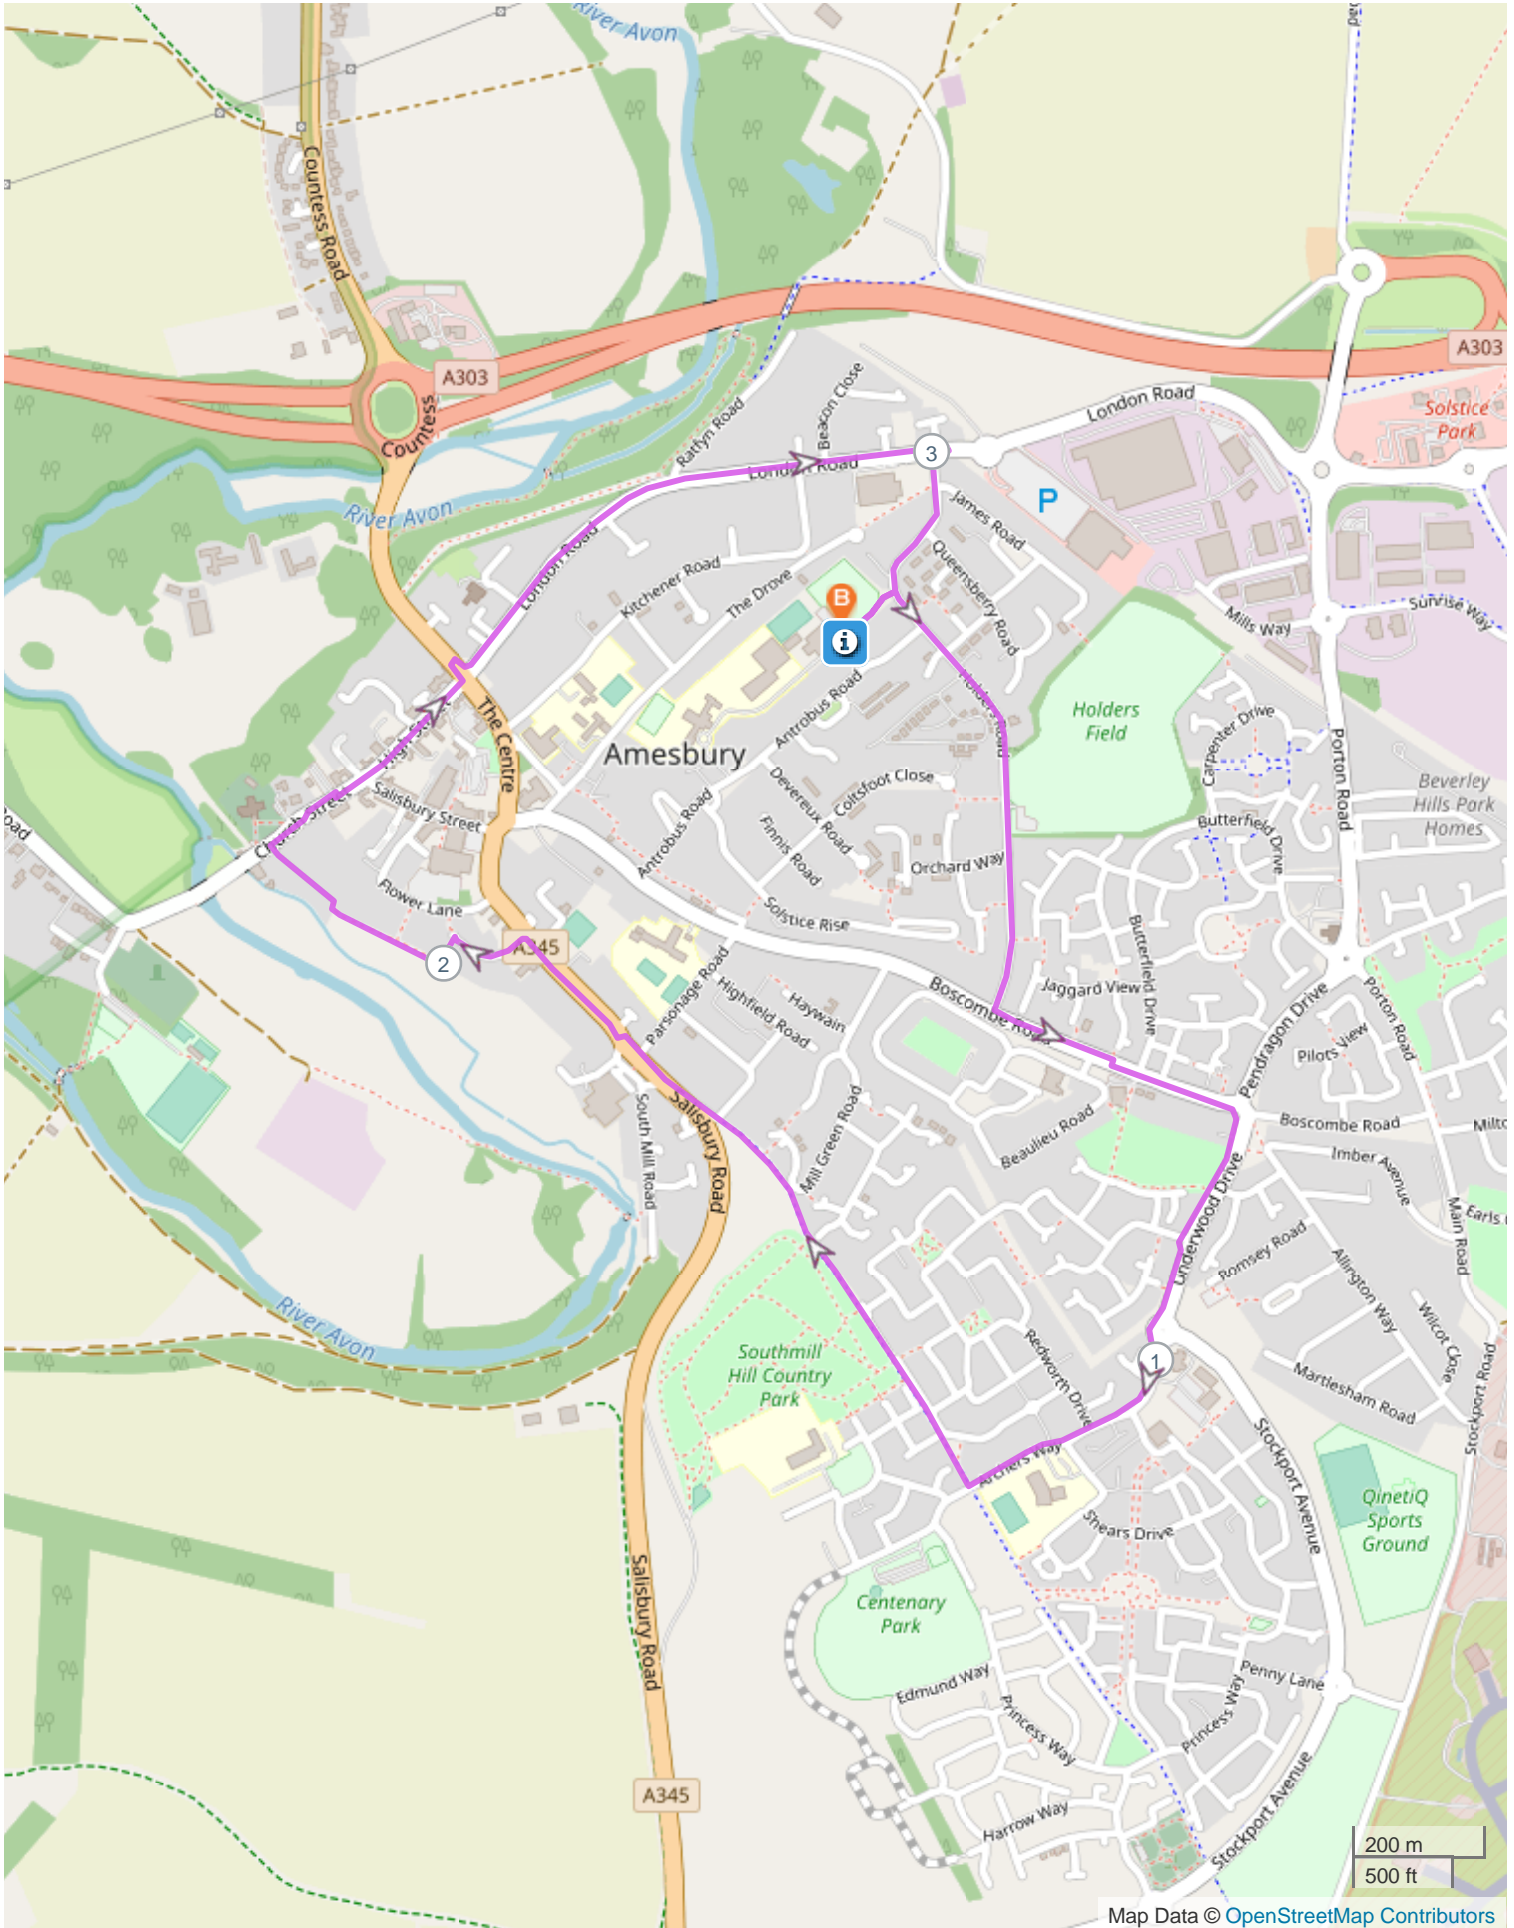 River Avon
Countess Road
A303
A303
Countess
Solstice
Park
London Road
Beacon Close
Ratfyn Road
London Road
3
River Avon
P
James Road
London Road
Kitchener Road
The Drove
Queensberry Road
B
i
Mills Way
Sunrise Way
Holders Road
Antrobus Road
High Street
The Centre
Amesbury
Holders
Field
Carpenter Drive
Porton Road
Beverley
Hills Park
Homes
Salisbury Street
Church Street
Coltsfoot Close
Devereux Road
Finnis Road
Antrobus Road
Orchard Way
Butterfield Drive
Flower Lane
Solstice Rise
Butterfield Drive
2
A345
Parsonage Road
Highfield Road
Haywain
Boscombe Road
Jaggard View
Pendragon Drive
Porton Road
Pilots View
Boscombe Road
Salisbury Road
South Mill Road
Mill Green Road
Beaulieu Road
Imber Avenue
Main Road
Underwood Drive
Romsey Road
Allington Way
Wilcot Close
River Avon
Southmill
Hill Country
Park
Redworth Drive
1
Martlesham Road
Stockport Road
Archers Way
Stockport Avenue
QinetiQ
Sports
Ground
Shears Drive
Salisbury Road
Centenary
Park
Edmund Way
Princess Way
Penny Lane
Princess Way
A345
Harrow Way
Stockport Avenue
200 m
500 ft
Map Data © OpenStreetMap Contributors